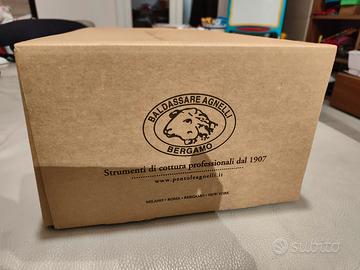 BALDASSARE AGNELLI
BERGAMO
Strumenti di cottura professionali dal 1907
www.pentoleagnelli.it
MILANO • ROMA • BERGAMO • NEW YORK
subito